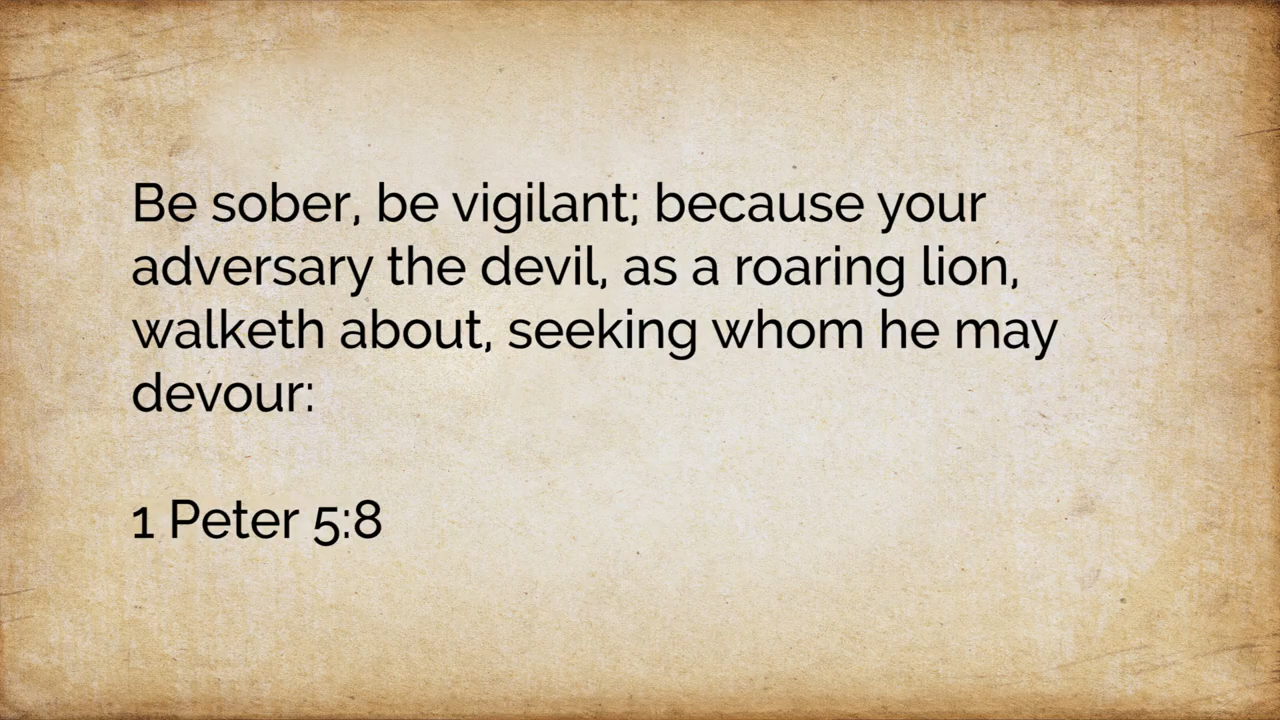 Be sober, be vigilant; because your
adversary the devil, as a roaring lion,
walketh about, seeking whom he may
devour:
1 Peter 5:8